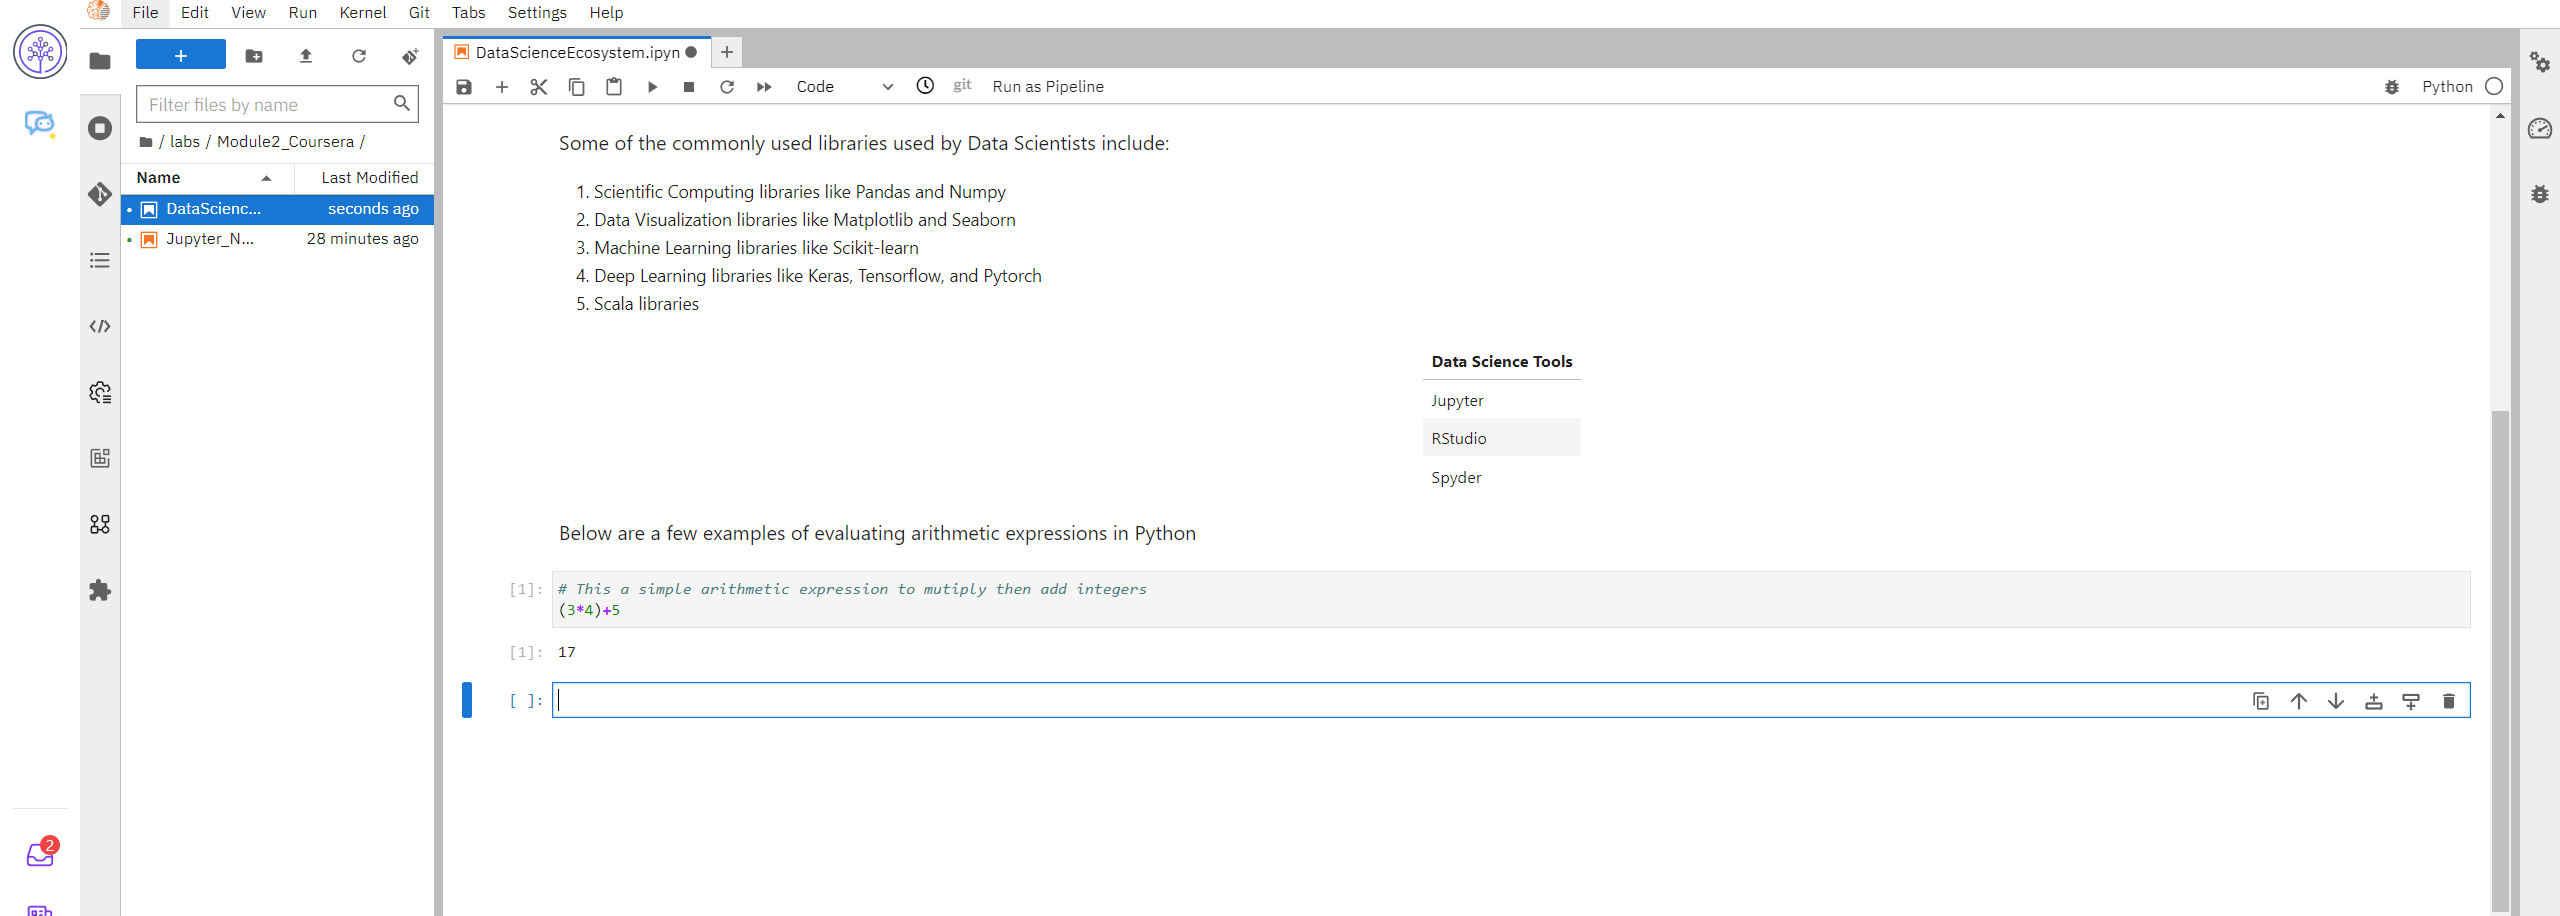 File Edit View Run Kernel Git Tabs Settings Help
DataScienceEcosystem.ipyn
Code git Run as Pipeline Python
Filter files by name
/ labs / Module2_Coursera /
Name Last Modified
DataScienc... seconds ago
Jupyter_N... 28 minutes ago
2
Some of the commonly used libraries used by Data Scientists include:
1. Scientific Computing libraries like Pandas and Numpy
2. Data Visualization libraries like Matplotlib and Seaborn
3. Machine Learning libraries like Scikit-learn
4. Deep Learning libraries like Keras, Tensorflow, and Pytorch
5. Scala libraries
Data Science Tools
Jupyter
RStudio
Spyder
Below are a few examples of evaluating arithmetic expressions in Python
[1]: # This a simple arithmetic expression to mutiply then add integers
(3*4)+5
[1]: 17
[ ]: